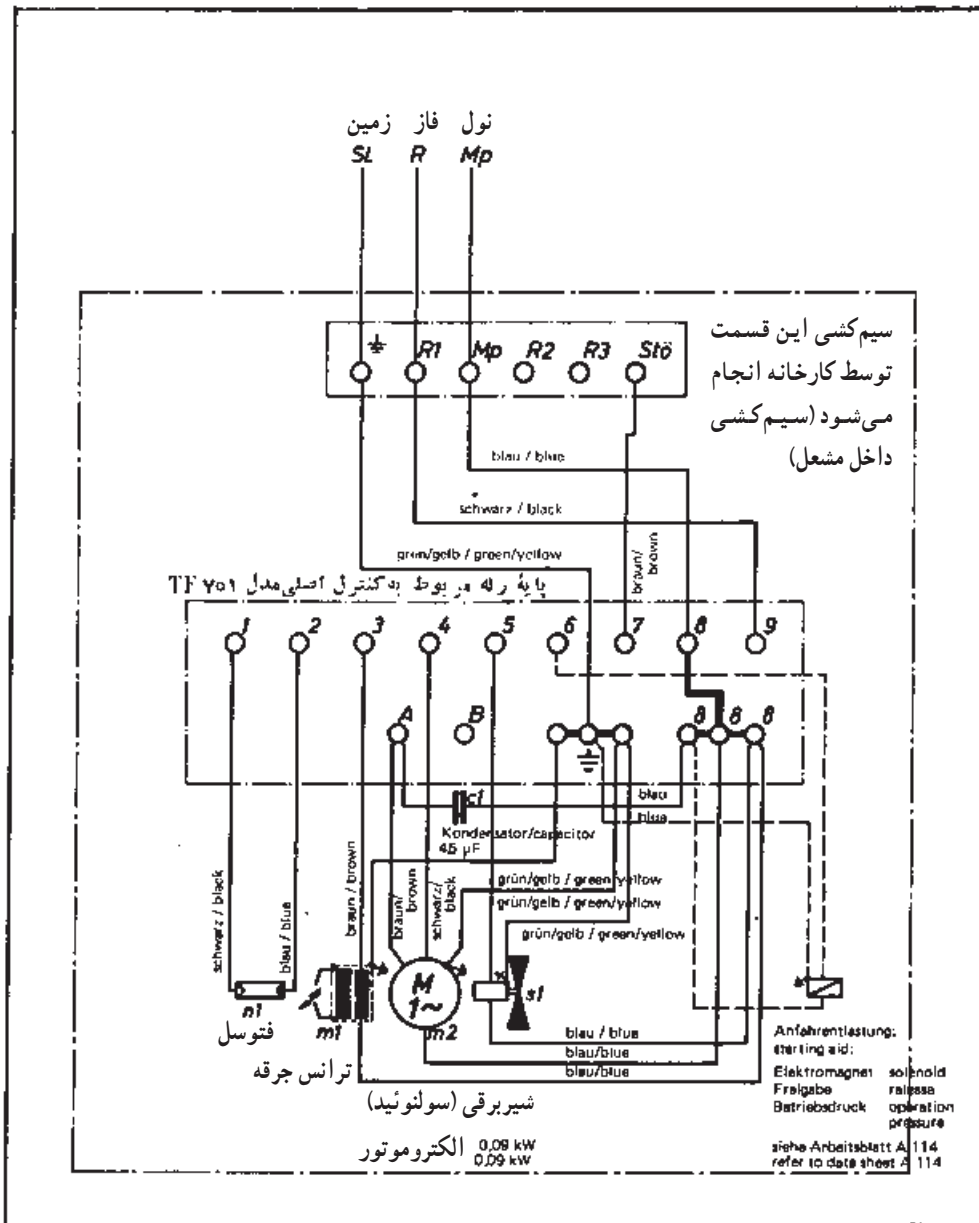 زمین فاز نول
SL R Mp
سیم‌کشی این قسمت
توسط کارخانه انجام
می‌شود (سیم‌کشی
داخل مشعل)
R1 Mp R2 R3 Stö
blau / blue
schwarz / black
grün/gelb / green/yellow
braun/
brown
پایهٔ رله مربوط به کنترل اصلی مدل TF ۷۵۱
1 2 3 4 5 6 7 8 9
A B 8 8 8
c1
blau
blue
Kondensator/capacitor
45 µF
schwarz / black
blau / blue
braun / brown
braun/
brown
schwarz/
black
grün/gelb / green/yellow
grün/gelb / green/yellow
grün/gelb / green/yellow
M
1~
n1
m1
m2
s1
فتوسل
ترانس جرقه
شیربرقی (سولنوئید)
الکتروموتور
0,09 kW
0,09 kW
blau / blue
blau/blue
blau/blue
Anfahrentlastung:
starting aid:
Elektromagnet solenoid
Freigabe
Betriebsdruck operation
pressure
siehe Arbeitsblatt A 114
refer to data sheet A 114